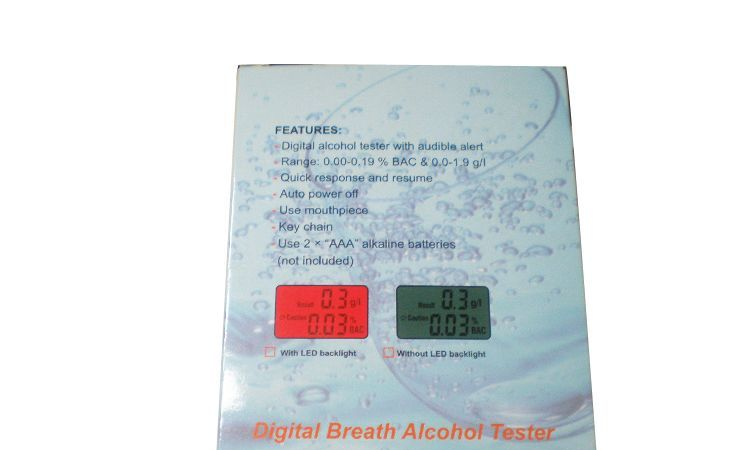 FEATURES:
- Digital alcohol tester with audible alert
- Range: 0.00-0.19 % BAC & 0.0-1.9 g/l
- Quick response and resume
- Auto power off
- Use mouthpiece
- Key chain
- Use 2 × "AAA" alkaline batteries
(not included)
Result 0.3 g/l
Caution 0.03 % BAC
Result 0.3 g/l
Caution 0.03 % BAC
With LED backlight
Without LED backlight
Digital Breath Alcohol Tester